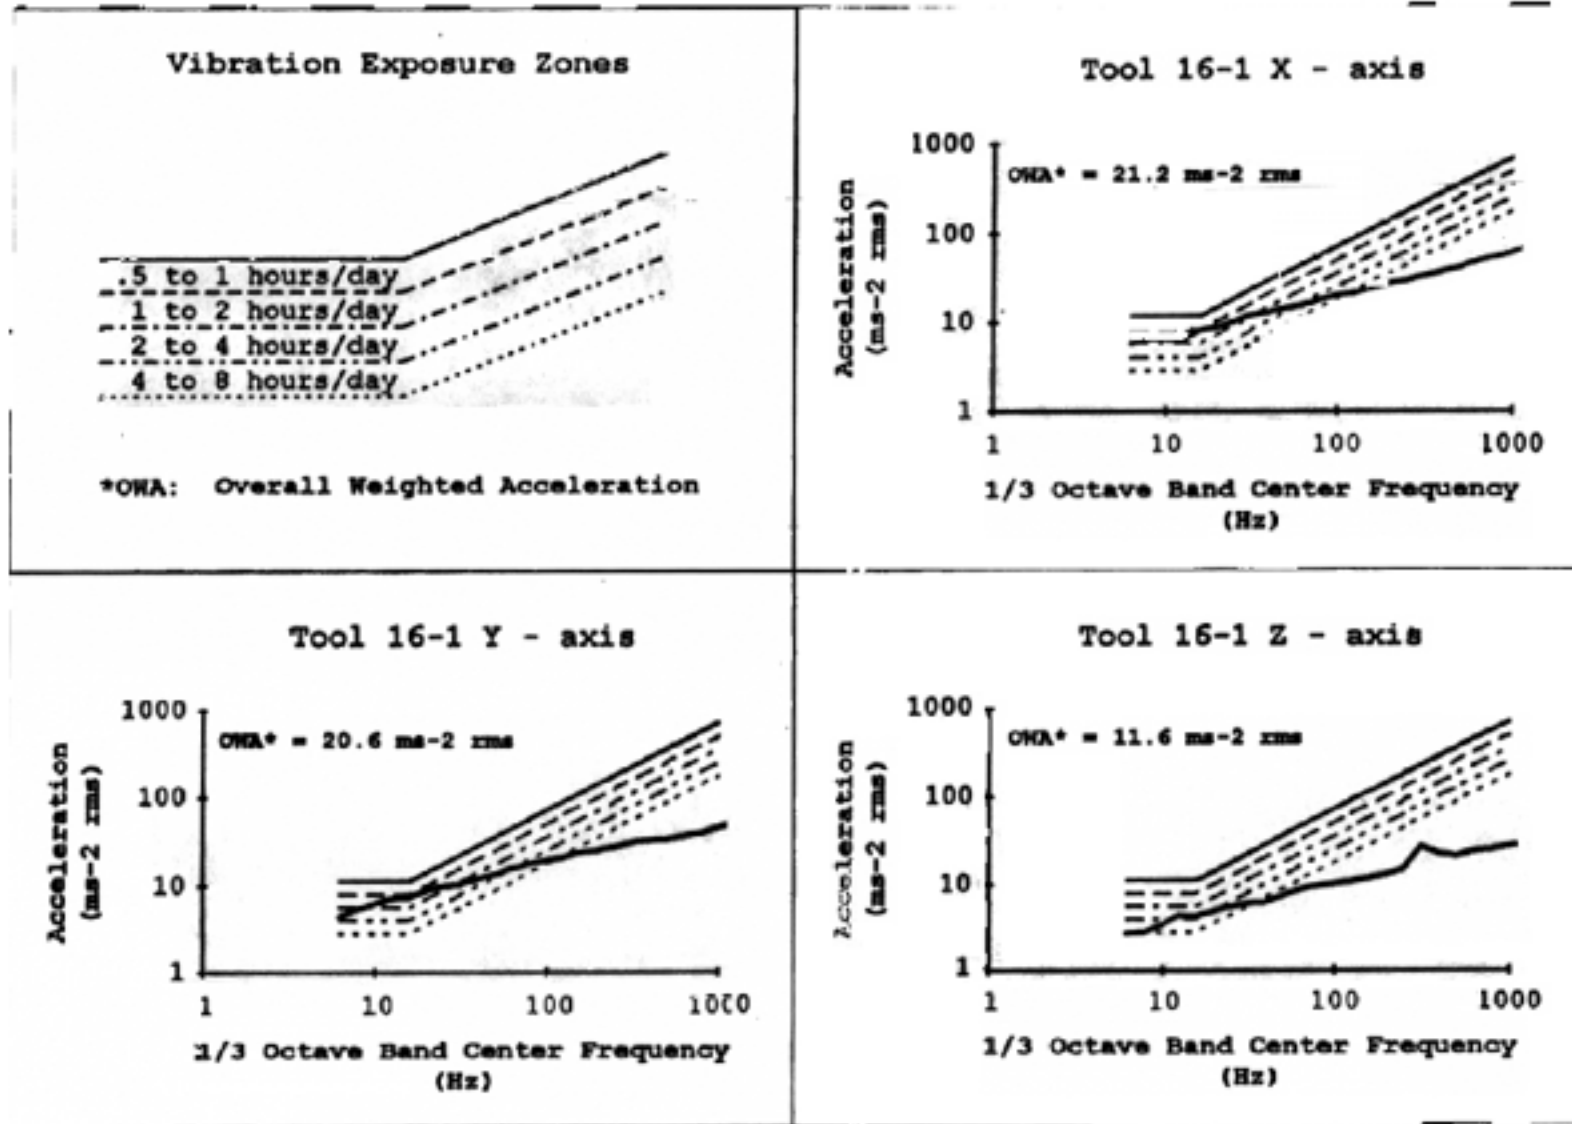 Vibration Exposure Zones
.5 to 1 hours/day
1 to 2 hours/day
2 to 4 hours/day
4 to 8 hours/day
*OWA: Overall Weighted Acceleration
Tool 16-1 X - axis
OWA* = 21.2 ms-2 rms
Acceleration
(ms-2 rms)
1000
100
10
1
1 10 100 1000
1/3 Octave Band Center Frequency
(Hz)
Tool 16-1 Y - axis
OWA* = 20.6 ms-2 rms
Acceleration
(ms-2 rms)
1000
100
10
1
1 10 100 1000
1/3 Octave Band Center Frequency
(Hz)
Tool 16-1 Z - axis
OWA* = 11.6 ms-2 rms
Acceleration
(ms-2 rms)
1000
100
10
1
1 10 100 1000
1/3 Octave Band Center Frequency
(Hz)